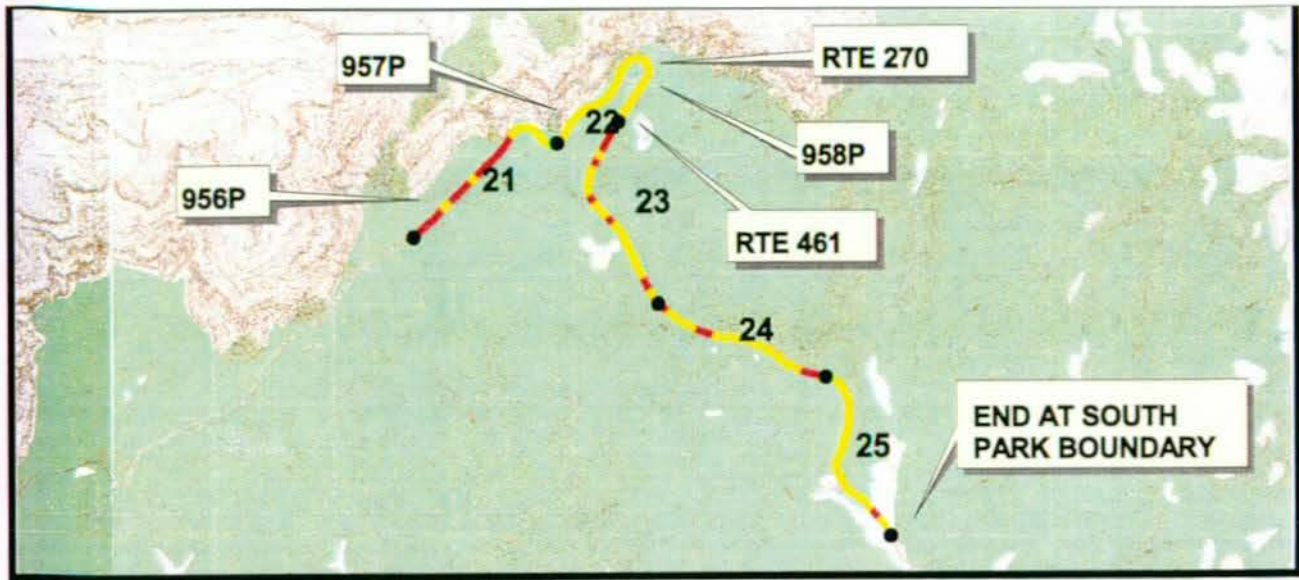 957P
RTE 270
22
958P
21
956P
23
RTE 461
24
END AT SOUTH
PARK BOUNDARY
25